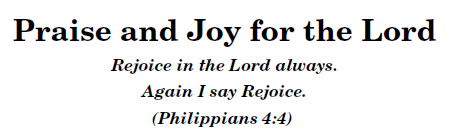 Praise and Joy for the Lord
Rejoice in the Lord always.
Again I say Rejoice.
(Philippians 4:4)